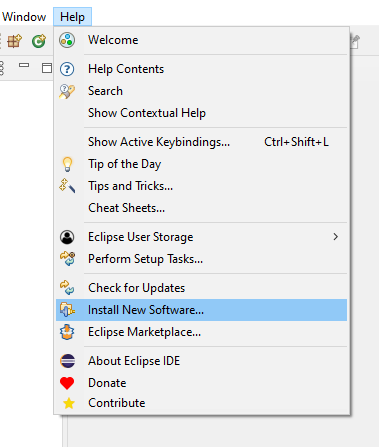 Window Help
Welcome
Help Contents
Search
Show Contextual Help
Show Active Keybindings... Ctrl+Shift+L
Tip of the Day
Tips and Tricks...
Cheat Sheets...
Eclipse User Storage
Perform Setup Tasks...
Check for Updates
Install New Software...
Eclipse Marketplace...
About Eclipse IDE
Donate
Contribute